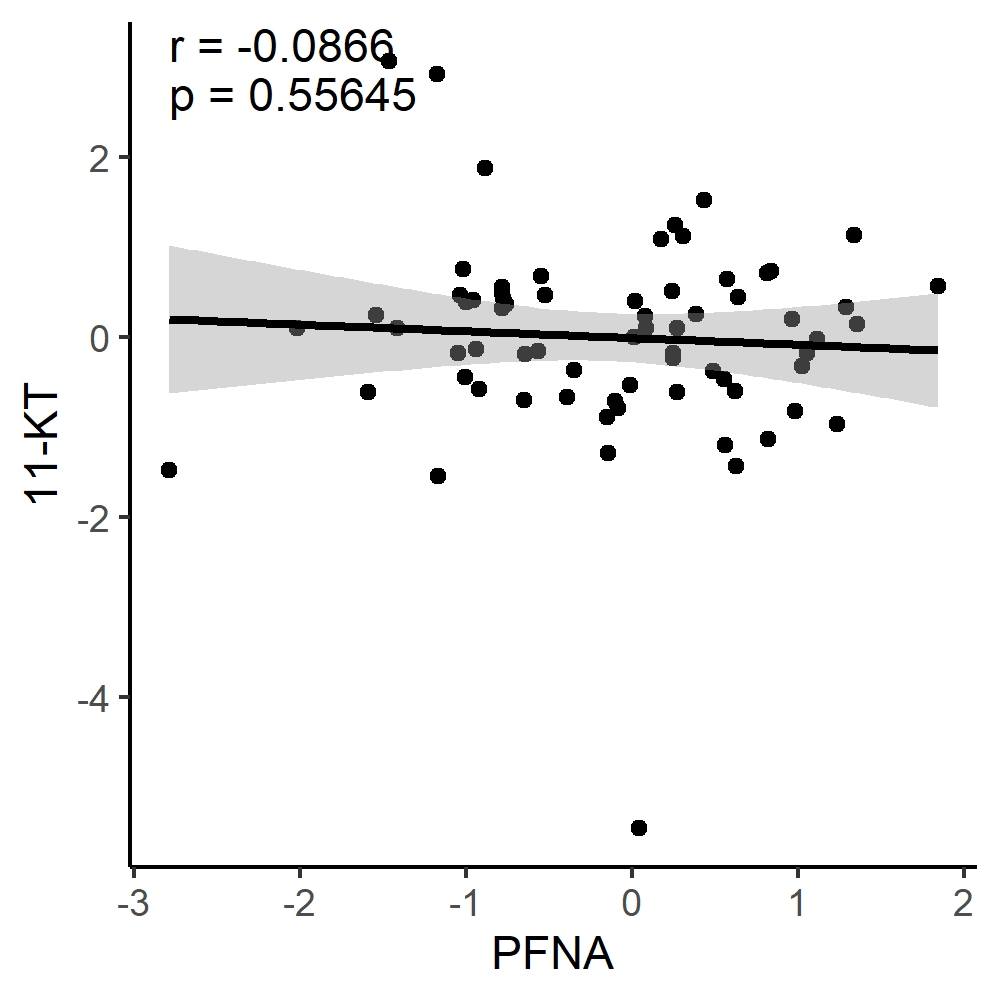 r = -0.0866
p = 0.55645
2
0
-2
-4
11-KT
-3 -2 -1 0 1 2
PFNA